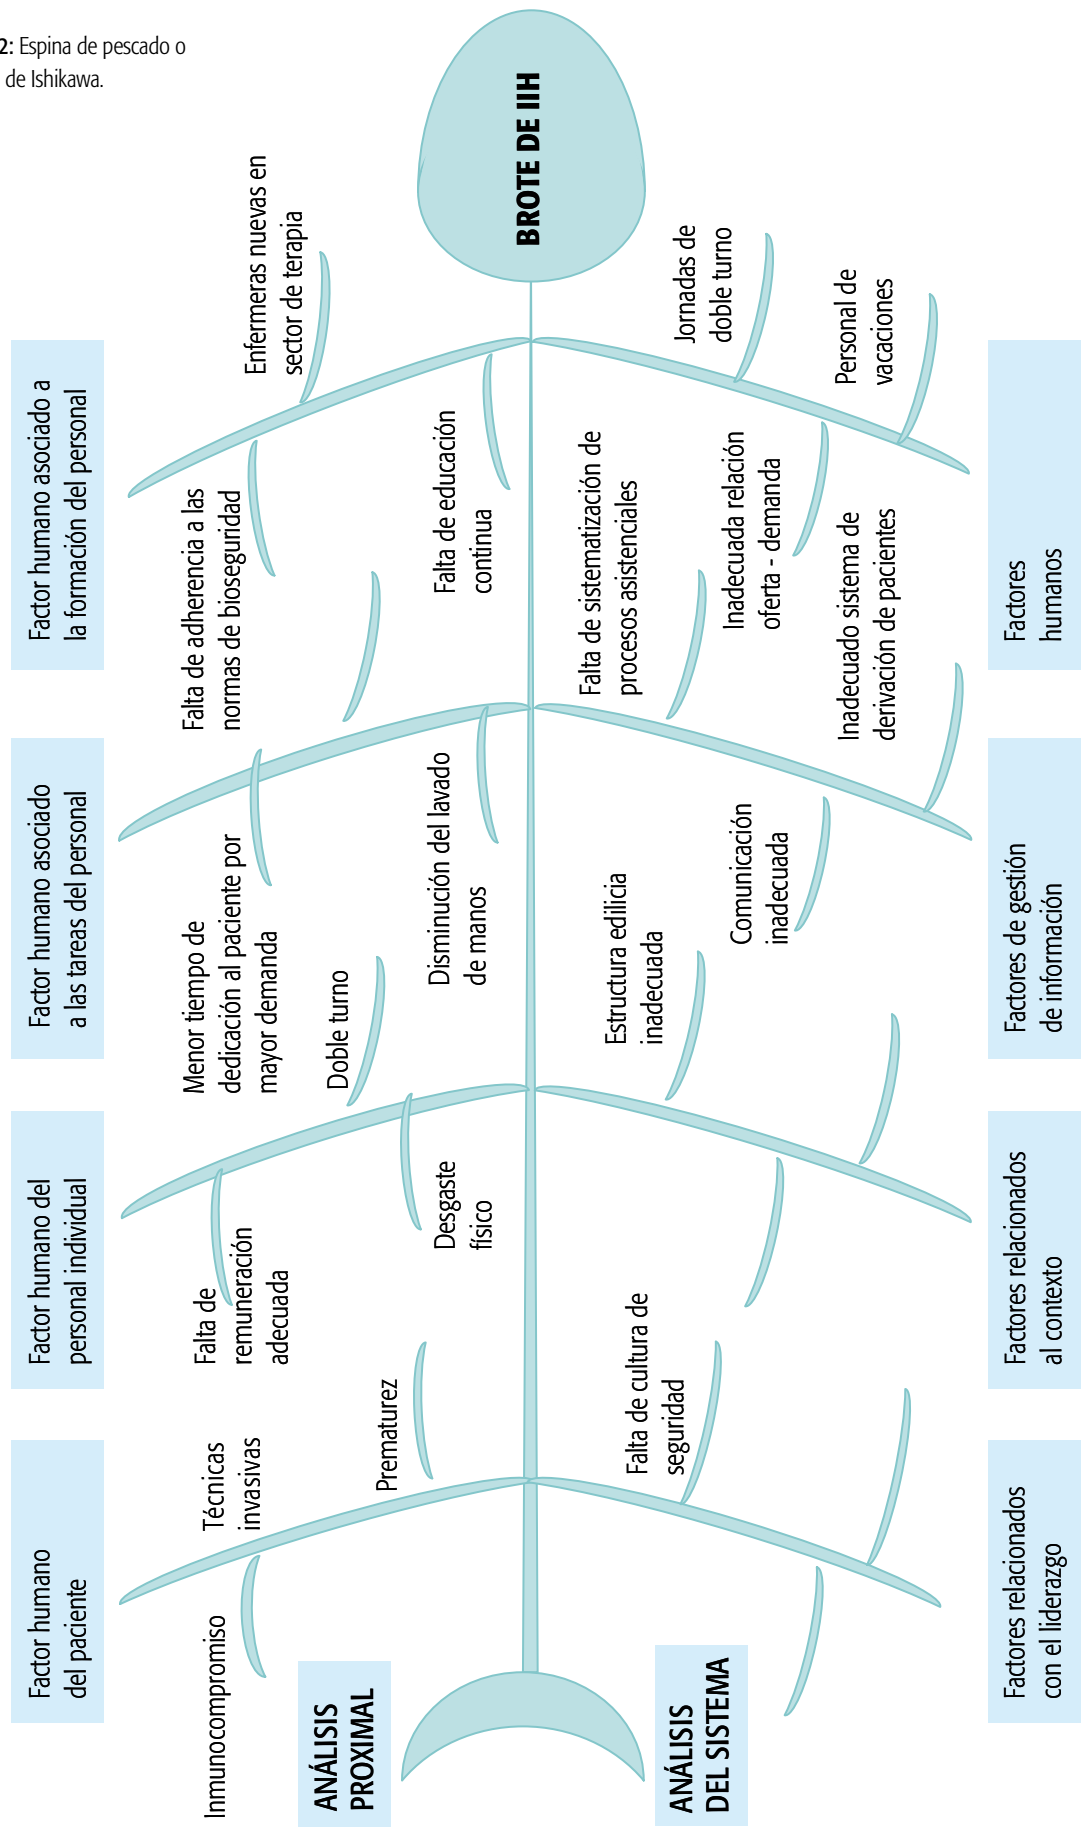 2: Espina de pescado o
de Ishikawa.
Factor humano
del paciente
Factor humano del
personal individual
Factor humano asociado
a las tareas del personal
Factor humano asociado a
la formación del personal
Inmunocompromiso
Técnicas
invasivas
Prematurez
Falta de
remuneración
adecuada
Desgaste
físico
Doble turno
Menor tiempo de
dedicación al paciente por
mayor demanda
Disminución del lavado
de manos
Falta de adherencia a las
normas de bioseguridad
Falta de educación
continua
Enfermeras nuevas en
sector de terapia
ANÁLISIS
PROXIMAL
BROTE DE IIH
ANÁLISIS
DEL SISTEMA
Falta de cultura de
seguridad
Estructura edilicia
inadecuada
Comunicación
inadecuada
Falta de sistematización de
procesos asistenciales
Inadecuada relación
oferta - demanda
Inadecuado sistema de
derivación de pacientes
Jornadas de
doble turno
Personal de
vacaciones
Factores relacionados
con el liderazgo
Factores relacionados
al contexto
Factores de gestión
de información
Factores
humanos